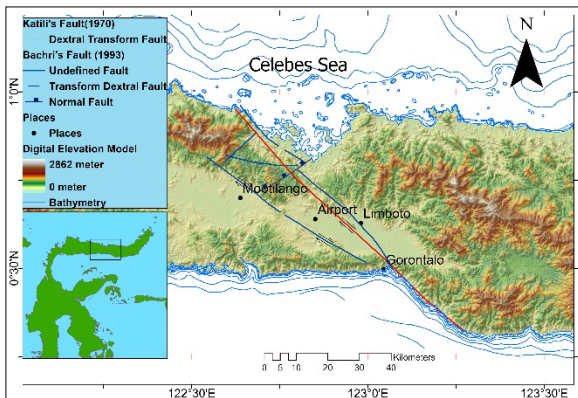 Katili's Fault(1970)
Dextral Transform Fault
Bachri's Fault (1993)
Undefined Fault
Transform Dextral Fault
Normal Fault
Places
Places
Digital Elevation Model
2862 meter
0 meter
Bathymetry
N
Celebes Sea
1°0'N
0°30'N
Mootilango
Airport
Limboto
Gorontalo
Kilometers
0 5 10 20 30 40
122°30'E
123°0'E
123°30'E